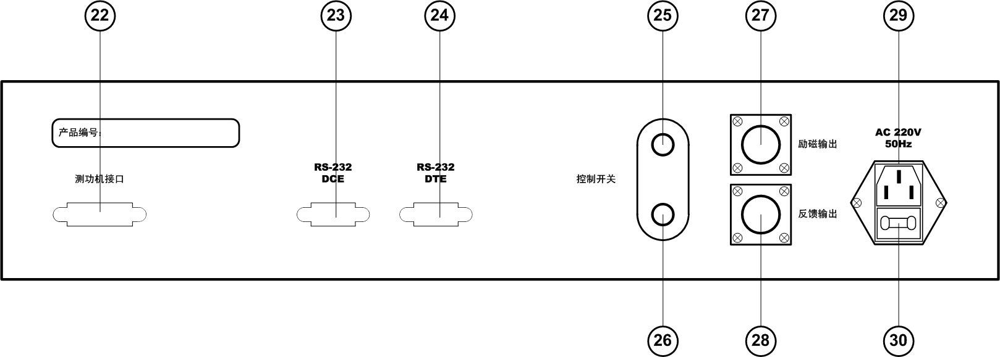 22
23
24
25
27
29
产品编号：
测功机接口
RS-232
DCE
RS-232
DTE
控制开关
励磁输出
反馈输出
AC 220V
50Hz
26
28
30